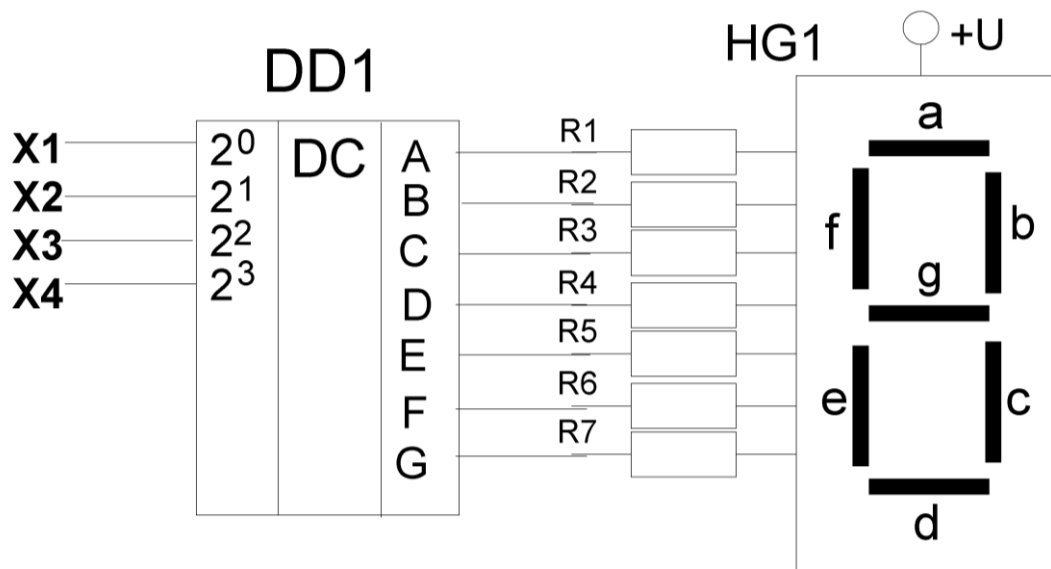 HG1
+U
DD1
X1
X2
X3
X4
2⁰
2¹
2²
2³
DC
A
B
C
D
E
F
G
R1
R2
R3
R4
R5
R6
R7
a
f
b
g
e
c
d